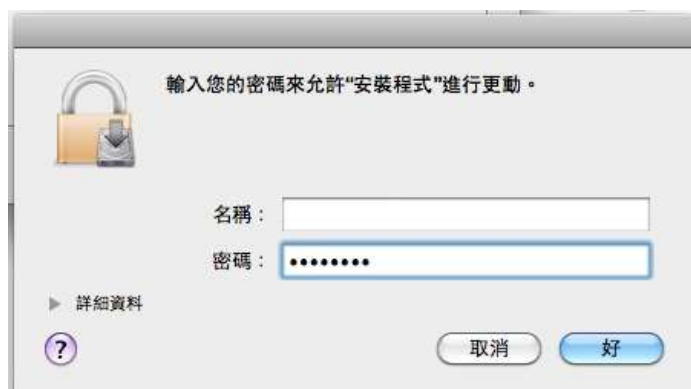 輸入您的密碼來允許“安裝程式”進行更動。
名稱：
密碼：••••••••
詳細資料
?
取消
好